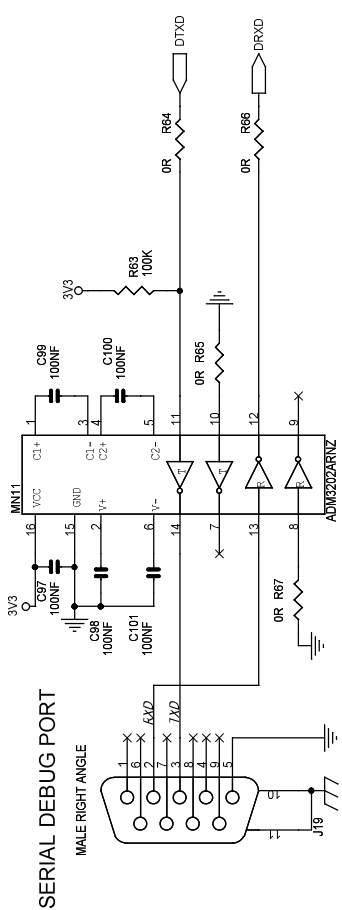 SERIAL DEBUG PORT
MALE RIGHT ANGLE
1
6
2
7
3
8
4
9
5
10
11
J19
RXD
TXD
3V3
C97
100NF
C98
100NF
C101
100NF
0R R67
16
15
2
6
14
7
13
8
MN11
VCC
GND
V+
V-
C1+
C1-
C2+
C2-
T
T
R
R
ADM3202ARNZ
1
3
4
5
11
10
12
9
C99
100NF
C100
100NF
3V3
R63
100K
0R R65
0R R64
0R R66
DTXD
DRXD